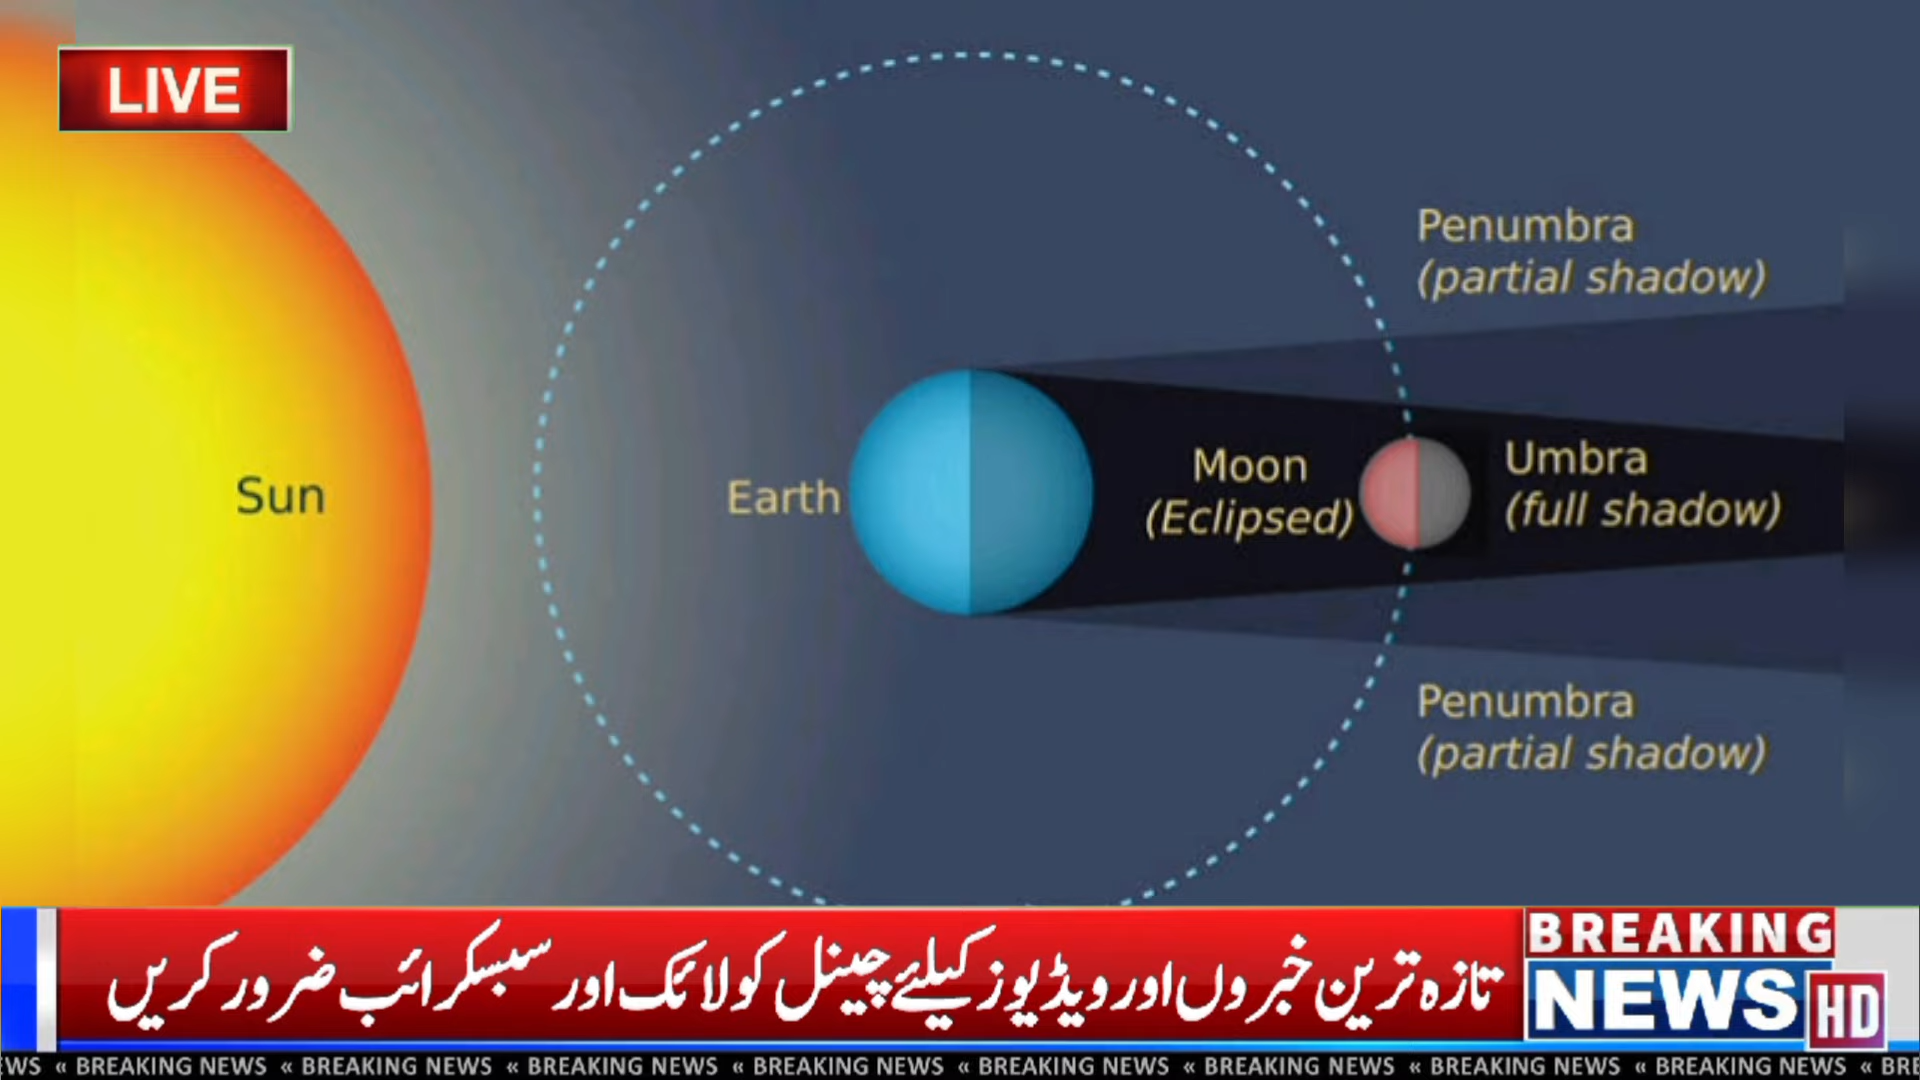 LIVE
Penumbra
(partial shadow)
Sun
Earth
Moon
(Eclipsed)
Umbra
(full shadow)
Penumbra
(partial shadow)
تازہ ترین خبروں اور ویڈیوز کیلئے چینل کو لائک اور سبسکرائب ضرور کریں
BREAKING
NEWS HD
EWS « BREAKING NEWS « BREAKING NEWS « BREAKING NEWS « BREAKING NEWS « BREAKING NEWS « BREAKING NEWS « BREAKING NEWS « BREAKING NEWS « BRE